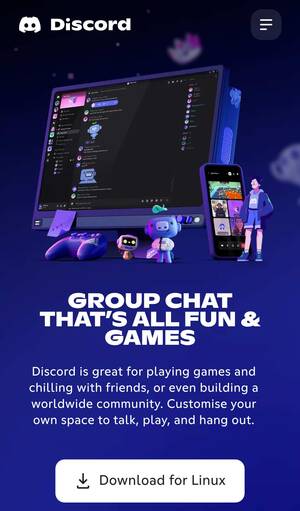 Discord
GROUP CHAT
THAT'S ALL FUN &
GAMES
Discord is great for playing games and
chilling with friends, or even building a
worldwide community. Customise your
own space to talk, play, and hang out.
Download for Linux